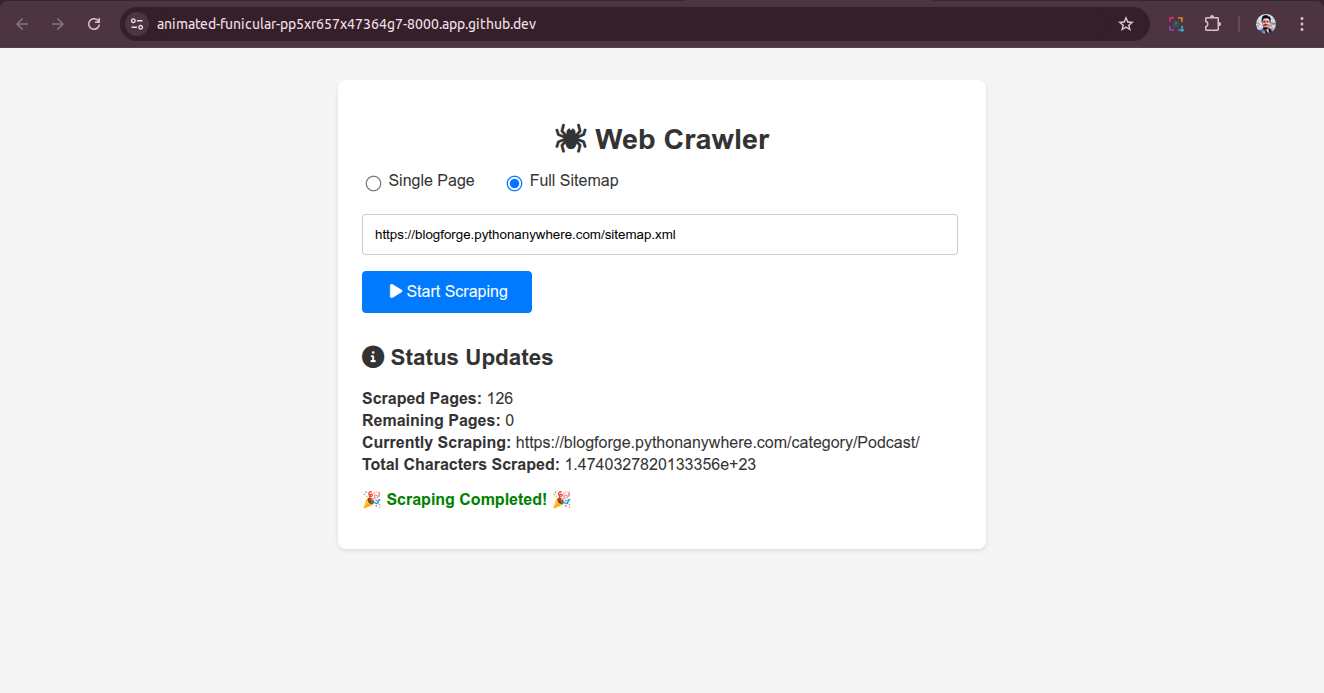 animated-funicular-pp5xr657x47364g7-8000.app.github.dev
Web Crawler
Single Page Full Sitemap
https://blogforge.pythonanywhere.com/sitemap.xml
Start Scraping
Status Updates
Scraped Pages: 126
Remaining Pages: 0
Currently Scraping: https://blogforge.pythonanywhere.com/category/Podcast/
Total Characters Scraped: 1.4740327820133356e+23
🎉 Scraping Completed! 🎉